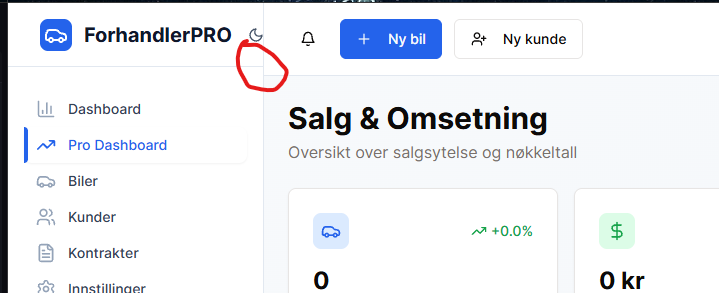 ForhandlerPRO
Ny bil
Ny kunde
Dashboard
Pro Dashboard
Biler
Kunder
Kontrakter
Innstillinger
Salg & Omsetning
Oversikt over salgsytelse og nøkkeltall
+0.0%
0
0 kr